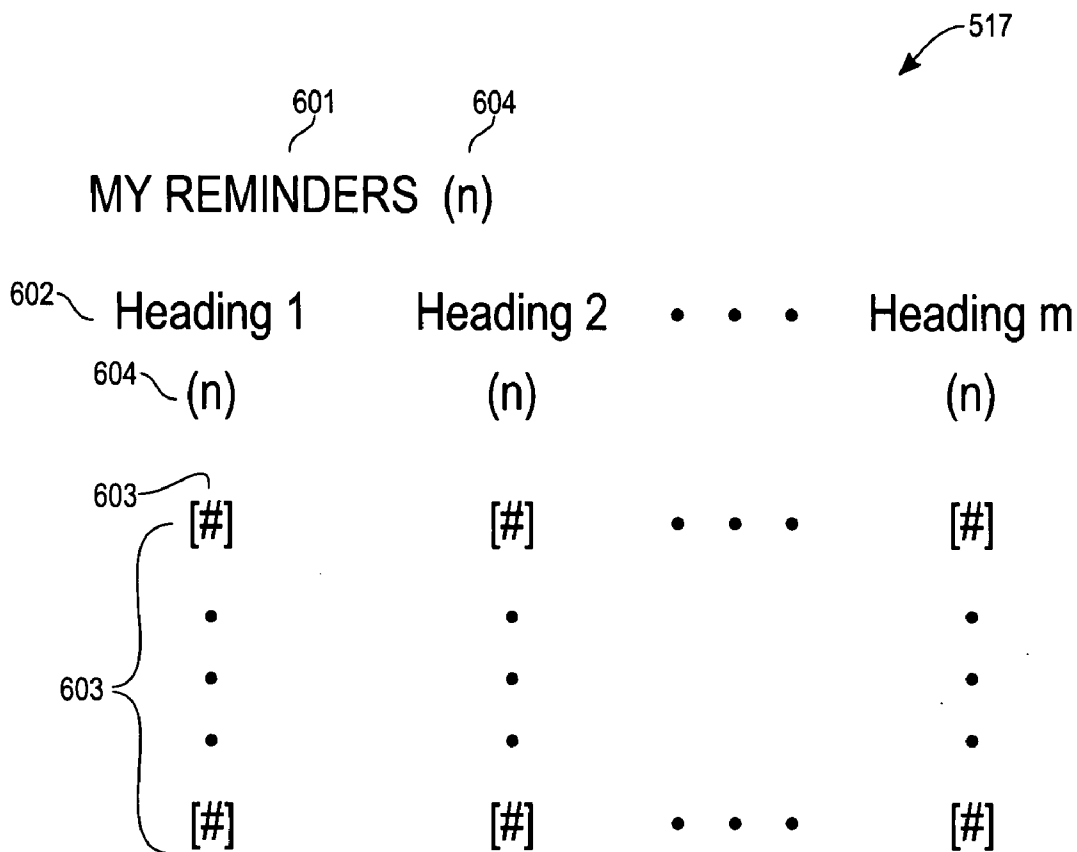 517
601 604
MY REMINDERS (n)
602 Heading 1 Heading 2 • • • Heading m
604 (n) (n) (n)
603
[#] [#] • • • [#]
• • •
• • •
603
• • •
[#] [#] • • • [#]